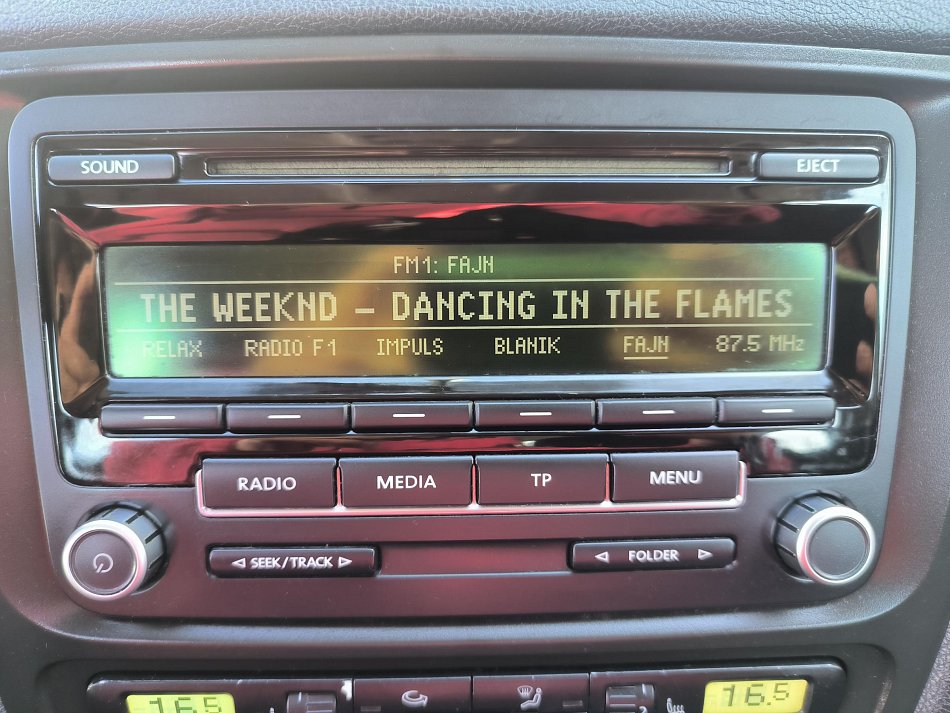 SOUND EJECT
FM1: FAJN
THE WEEKND - DANCING IN THE FLAMES
RELAX RADIO F1 IMPULS BLANIK FAJN 87.5 MHz
RADIO MEDIA TP MENU
SEEK/TRACK FOLDER
16.5 16.5